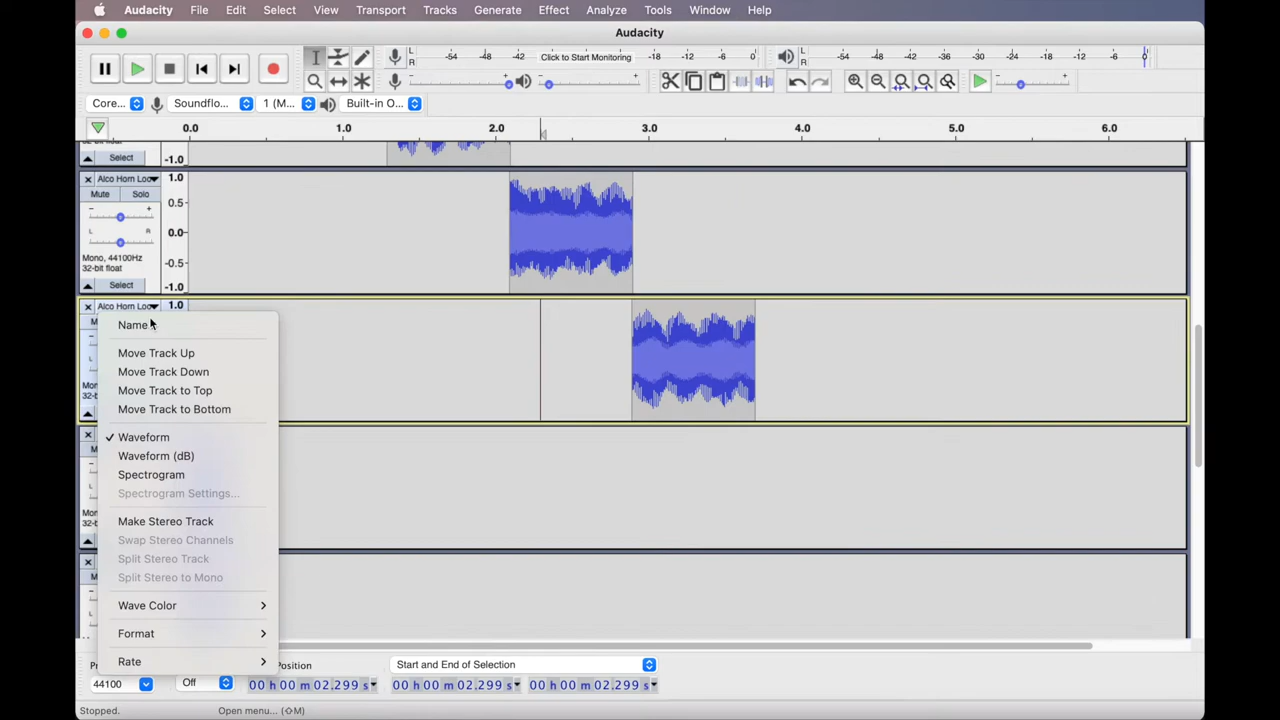 Audacity File Edit Select View Transport Tracks Generate Effect Analyze Tools Window Help
Audacity
L R -54 -48 -42 Click to Start Monitoring -18 -12 -6 0 L R -54 -48 -42 -36 -30 -24 -18 -12 -6 0
Core... Soundflo... 1 (M... Built-in O...
0.0 1.0 2.0 3.0 4.0 5.0 6.0
32-bit float
Select -1.0
Alco Horn Loc 1.0
Mute Solo
- + 0.5
L R 0.0
Mono, 44100Hz -0.5
32-bit float
Select -1.0
Alco Horn Loc 1.0
Name
Move Track Up
Move Track Down
Move Track to Top
Move Track to Bottom
✓ Waveform
Waveform (dB)
Spectrogram
Spectrogram Settings...
Make Stereo Track
Swap Stereo Channels
Split Stereo Track
Split Stereo to Mono
Wave Color
Format
Rate
Position Start and End of Selection
44100 Off 00 h 00 m 02.299 s 00 h 00 m 02.299 s 00 h 00 m 02.299 s
Stopped. Open menu... (⇧M)